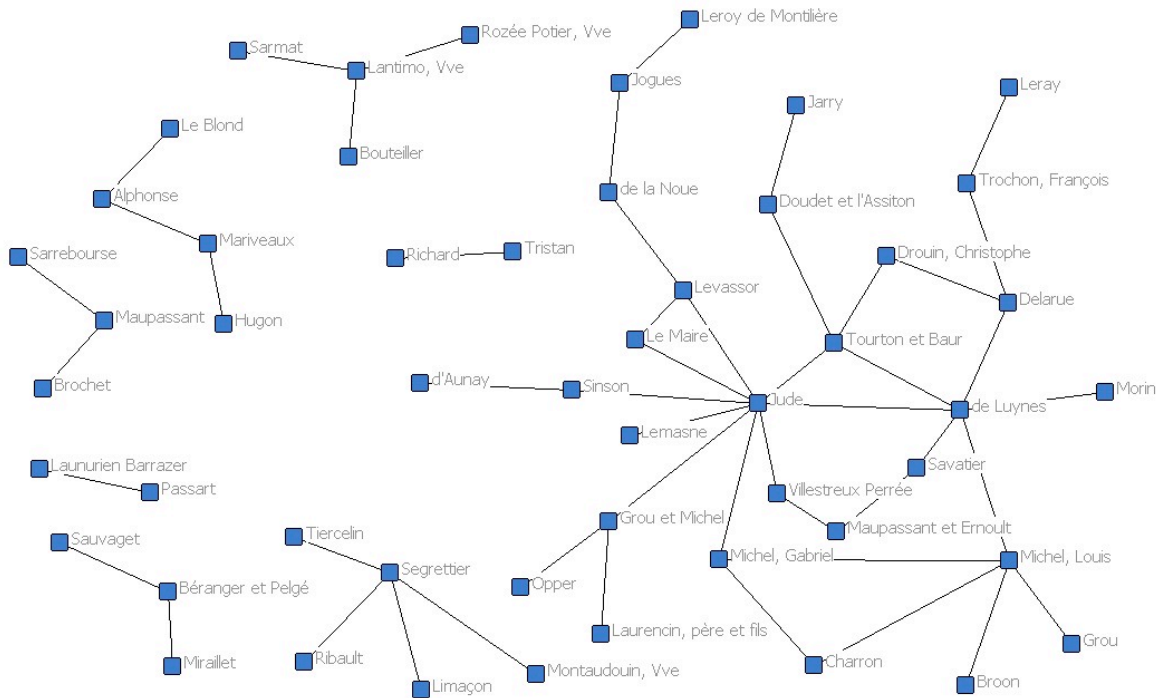 Leroy de Montilière
Rozée Potier, Vve
Sarmat
Lantimo, Vve
Jogues
Leray
Jarry
Le Blond
Bouteiller
Trochon, François
de la Noue
Alphonse
Doudet et l'Assiton
Mariveaux
Tristan
Drouin, Christophe
Sarrebourse
Richard
Levassor
Delarue
Maupassant
Hugon
Le Maire
Tourton et Baur
d'Aunay
Brochet
Sinson
Morin
Jude
de Luynes
Lemasne
Launurien Barrazer
Savatier
Passart
Villestreux Perrée
Grou et Michel
Maupassant et Ernoult
Tiercelin
Sauvaget
Michel, Gabriel
Michel, Louis
Segrettier
Opper
Béranger et Pelgé
Laurencin, père et fils
Grou
Ribault
Miraillet
Charron
Montaudouin, Vve
Broon
Limaçon